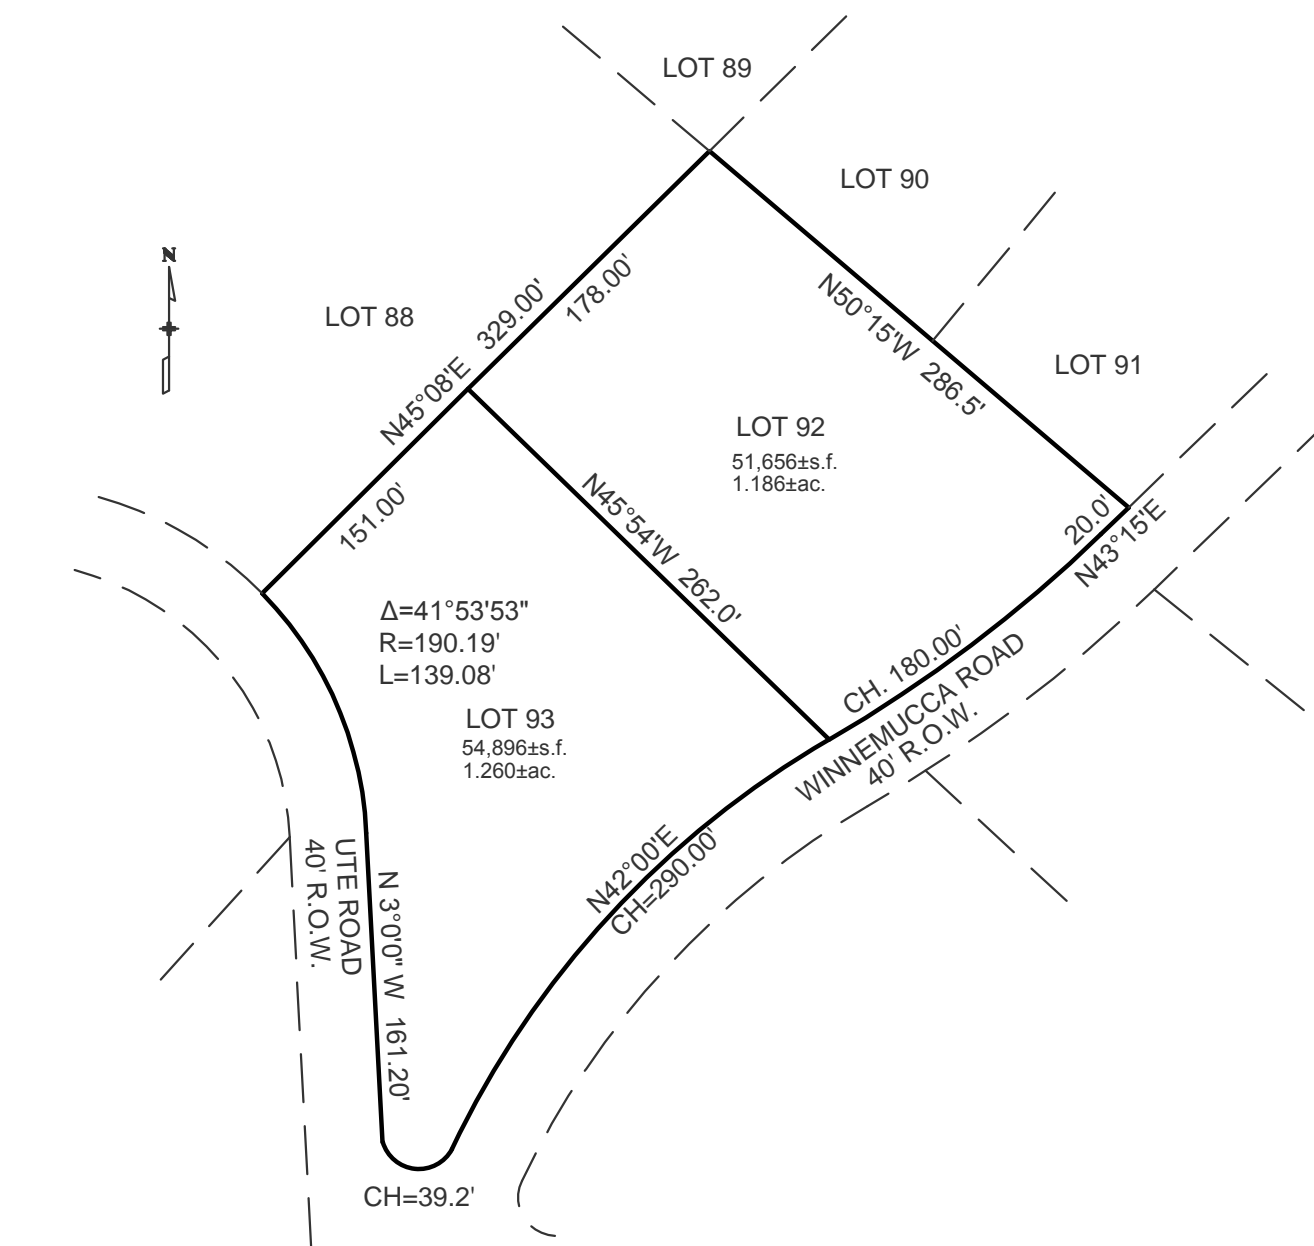 LOT 89
LOT 90
N
LOT 88
N45°08'E 329.00'
178.00'
N50°15'W 286.5'
LOT 91
LOT 92
51,656±s.f.
1.186±ac.
151.00'
N45°54'W 262.0'
20.0'
N43°15'E
Δ=41°53'53"
R=190.19'
L=139.08'
LOT 93
54,896±s.f.
1.260±ac.
CH. 180.00'
WINNEMUCCA ROAD
40' R.O.W.
N42°00'E
CH=290.00'
UTE ROAD
40' R.O.W.
N 3°0'0" W 161.20'
CH=39.2'